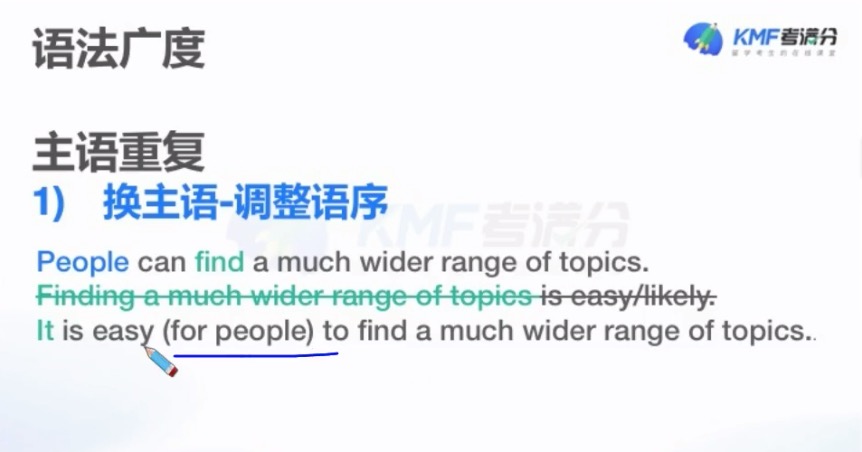 语法广度
KMF考满分
留学考生的在线课堂
主语重复
1) 换主语-调整语序
KMF考满分
People can find a much wider range of topics.
Finding a much wider range of topics is easy/likely.
It is easy (for people) to find a much wider range of topics..